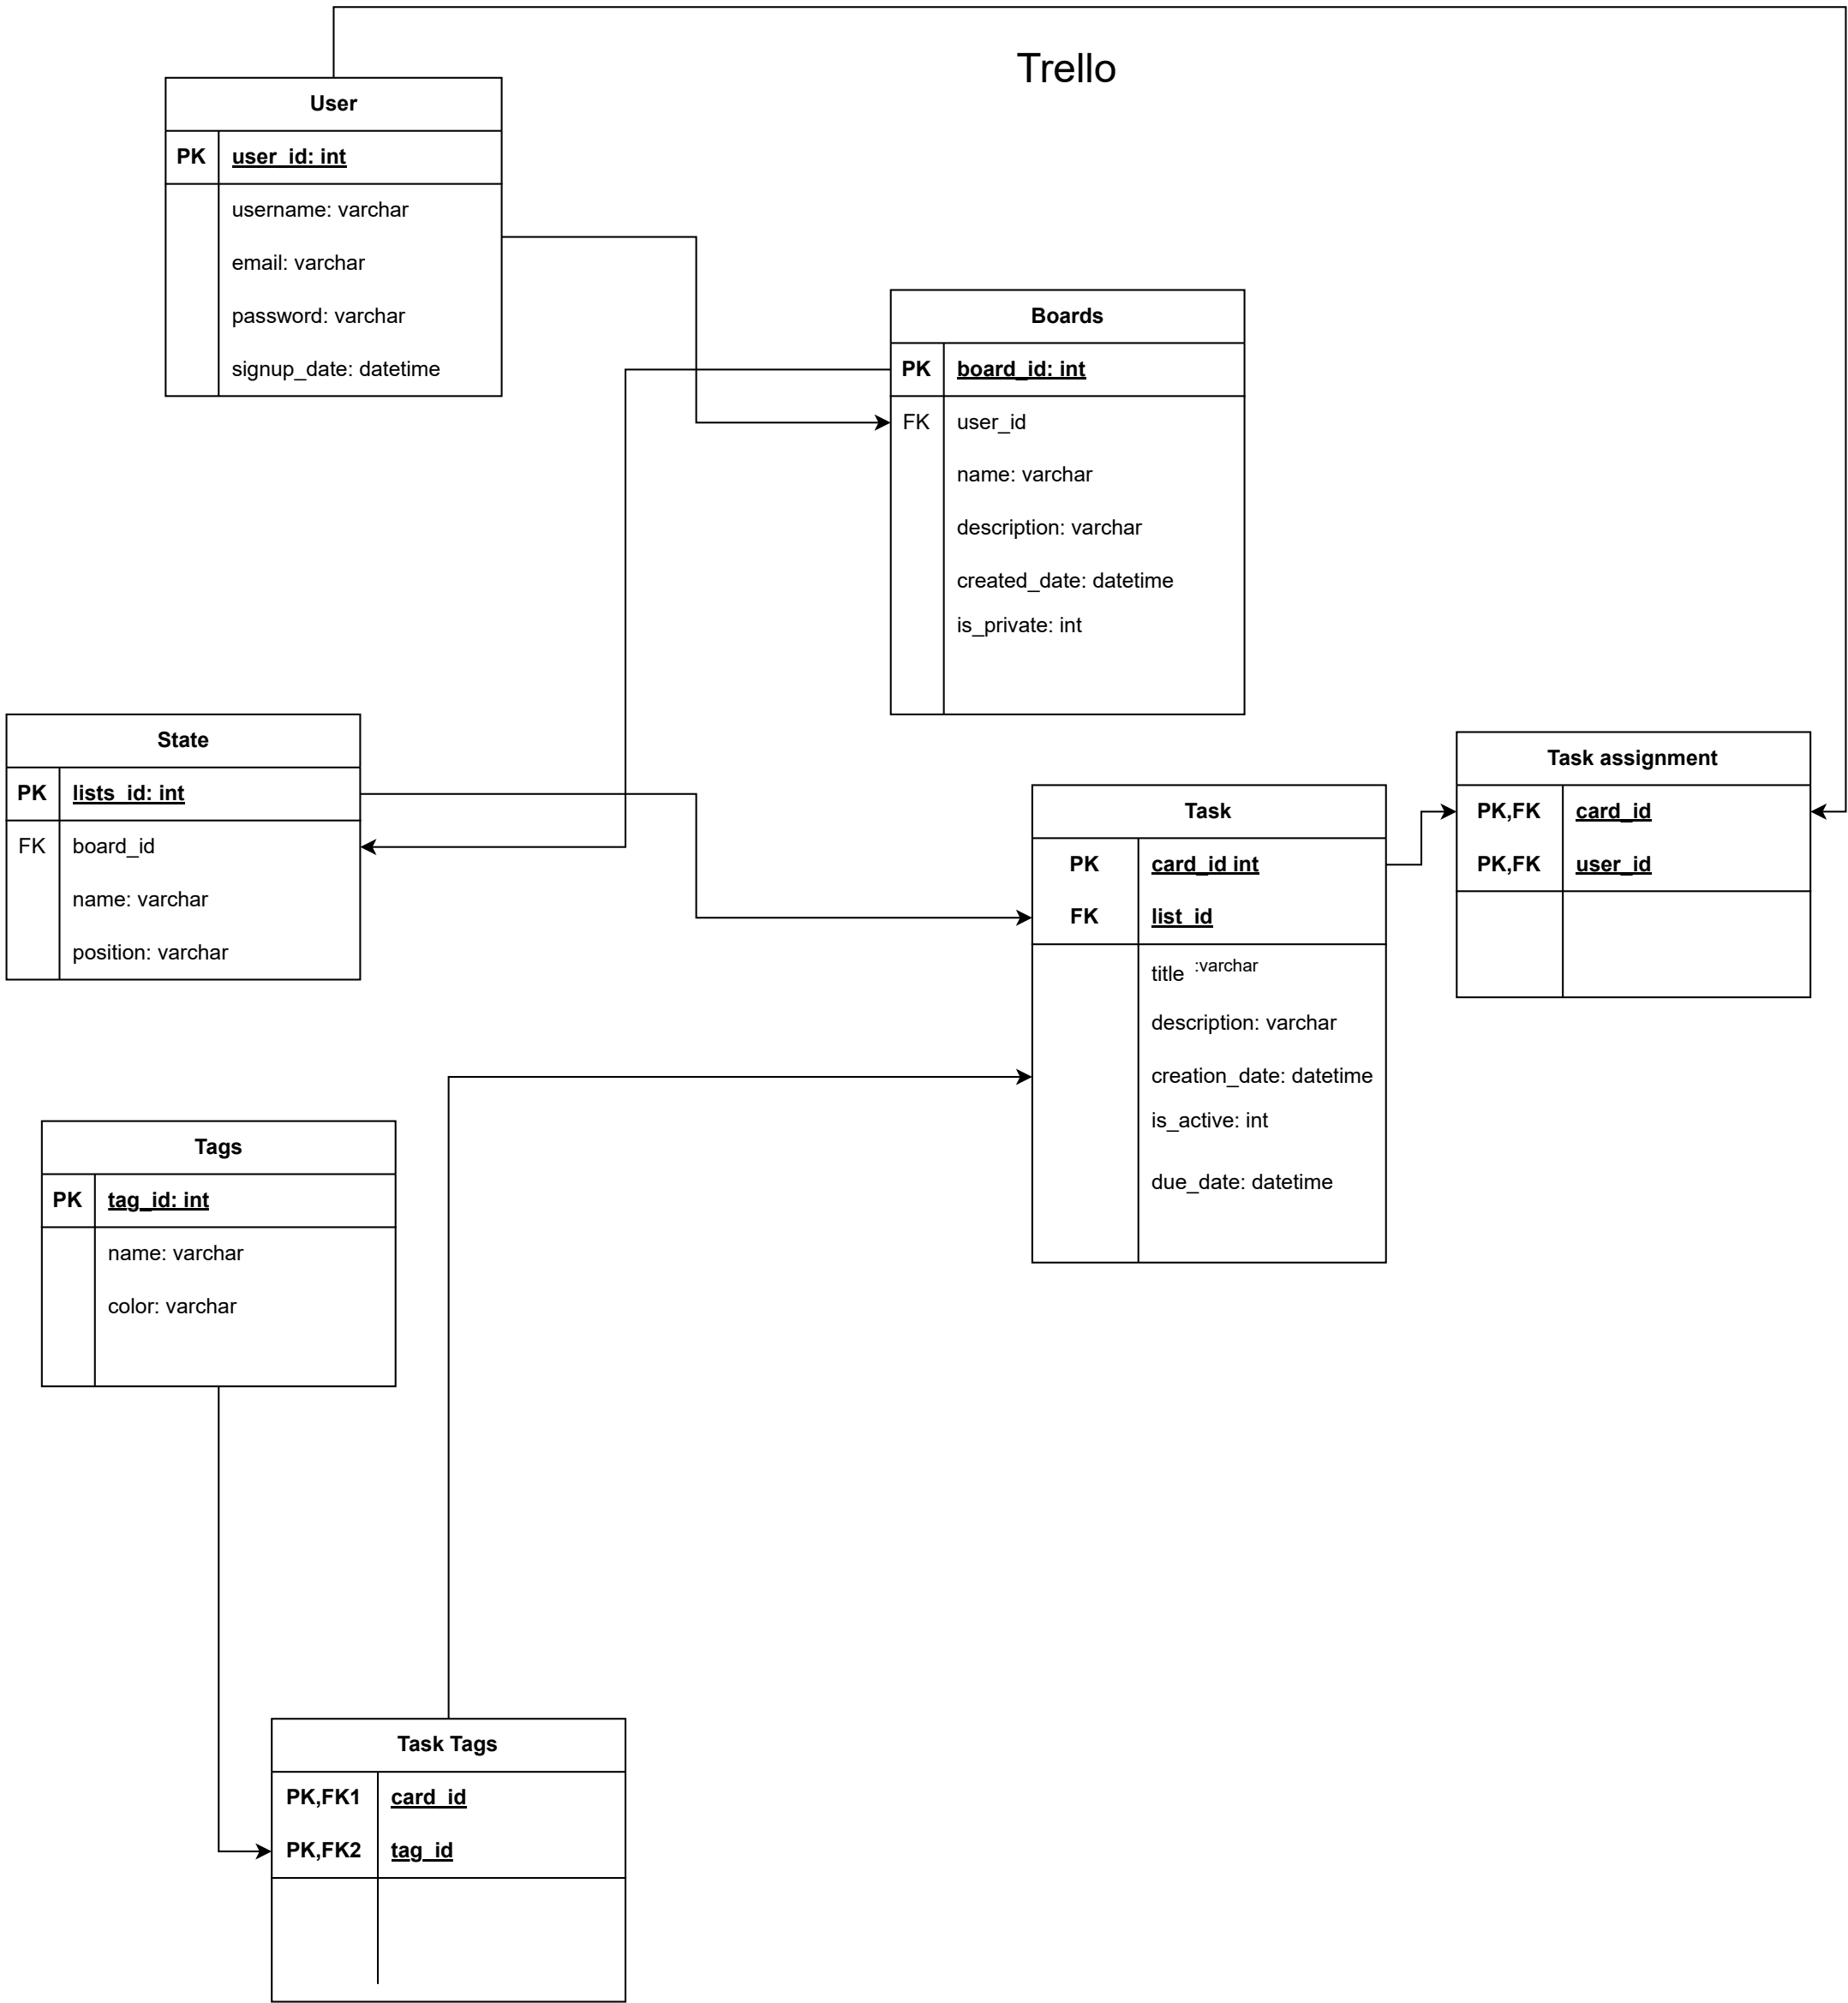 Trello
User
PK user_id: int
username: varchar
email: varchar
password: varchar
signup_date: datetime
Boards
PK board_id: int
FK user_id
name: varchar
description: varchar
created_date: datetime
is_private: int
State
PK lists_id: int
FK board_id
name: varchar
position: varchar
Task
PK card_id int
FK list_id
title :varchar
description: varchar
creation_date: datetime
is_active: int
due_date: datetime
Task assignment
PK,FK card_id
PK,FK user_id
Tags
PK tag_id: int
name: varchar
color: varchar
Task Tags
PK,FK1 card_id
PK,FK2 tag_id